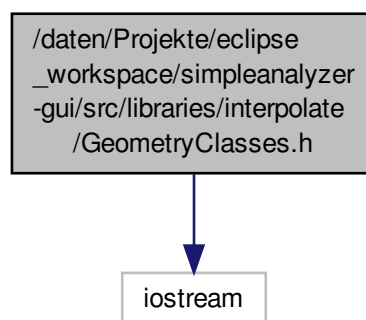 /daten/Projekte/eclipse
_workspace/simpleanalyzer
-gui/src/libraries/interpolate
/GeometryClasses.h
iostream